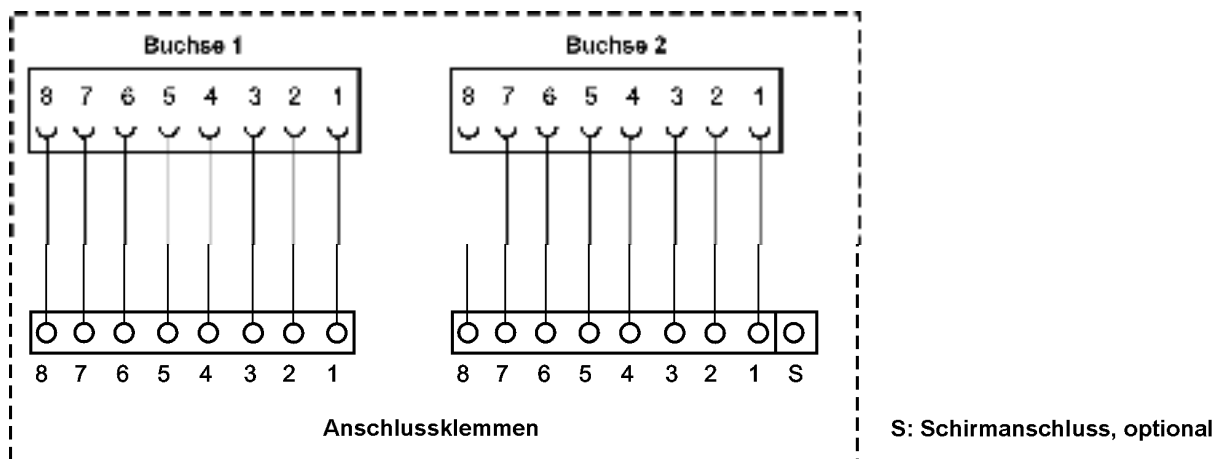 Buchse 1 Buchse 2
8 7 6 5 4 3 2 1 8 7 6 5 4 3 2 1
8 7 6 5 4 3 2 1 8 7 6 5 4 3 2 1 S
Anschlussklemmen S: Schirmanschluss, optional